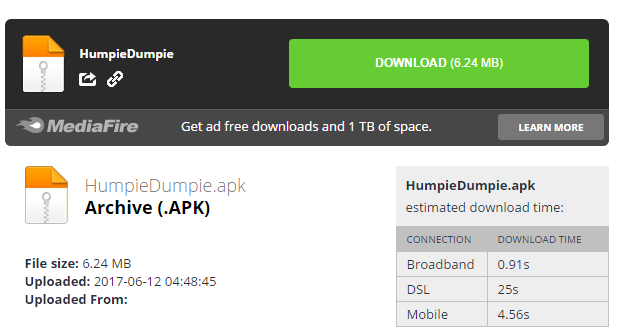 HumpieDumpie
DOWNLOAD (6.24 MB)
MediaFire
Get ad free downloads and 1 TB of space.
LEARN MORE
HumpieDumpie.apk
Archive (.APK)
File size: 6.24 MB
Uploaded: 2017-06-12 04:48:45
Uploaded From:
HumpieDumpie.apk
estimated download time:
CONNECTION DOWNLOAD TIME
Broadband 0.91s
DSL 25s
Mobile 4.56s